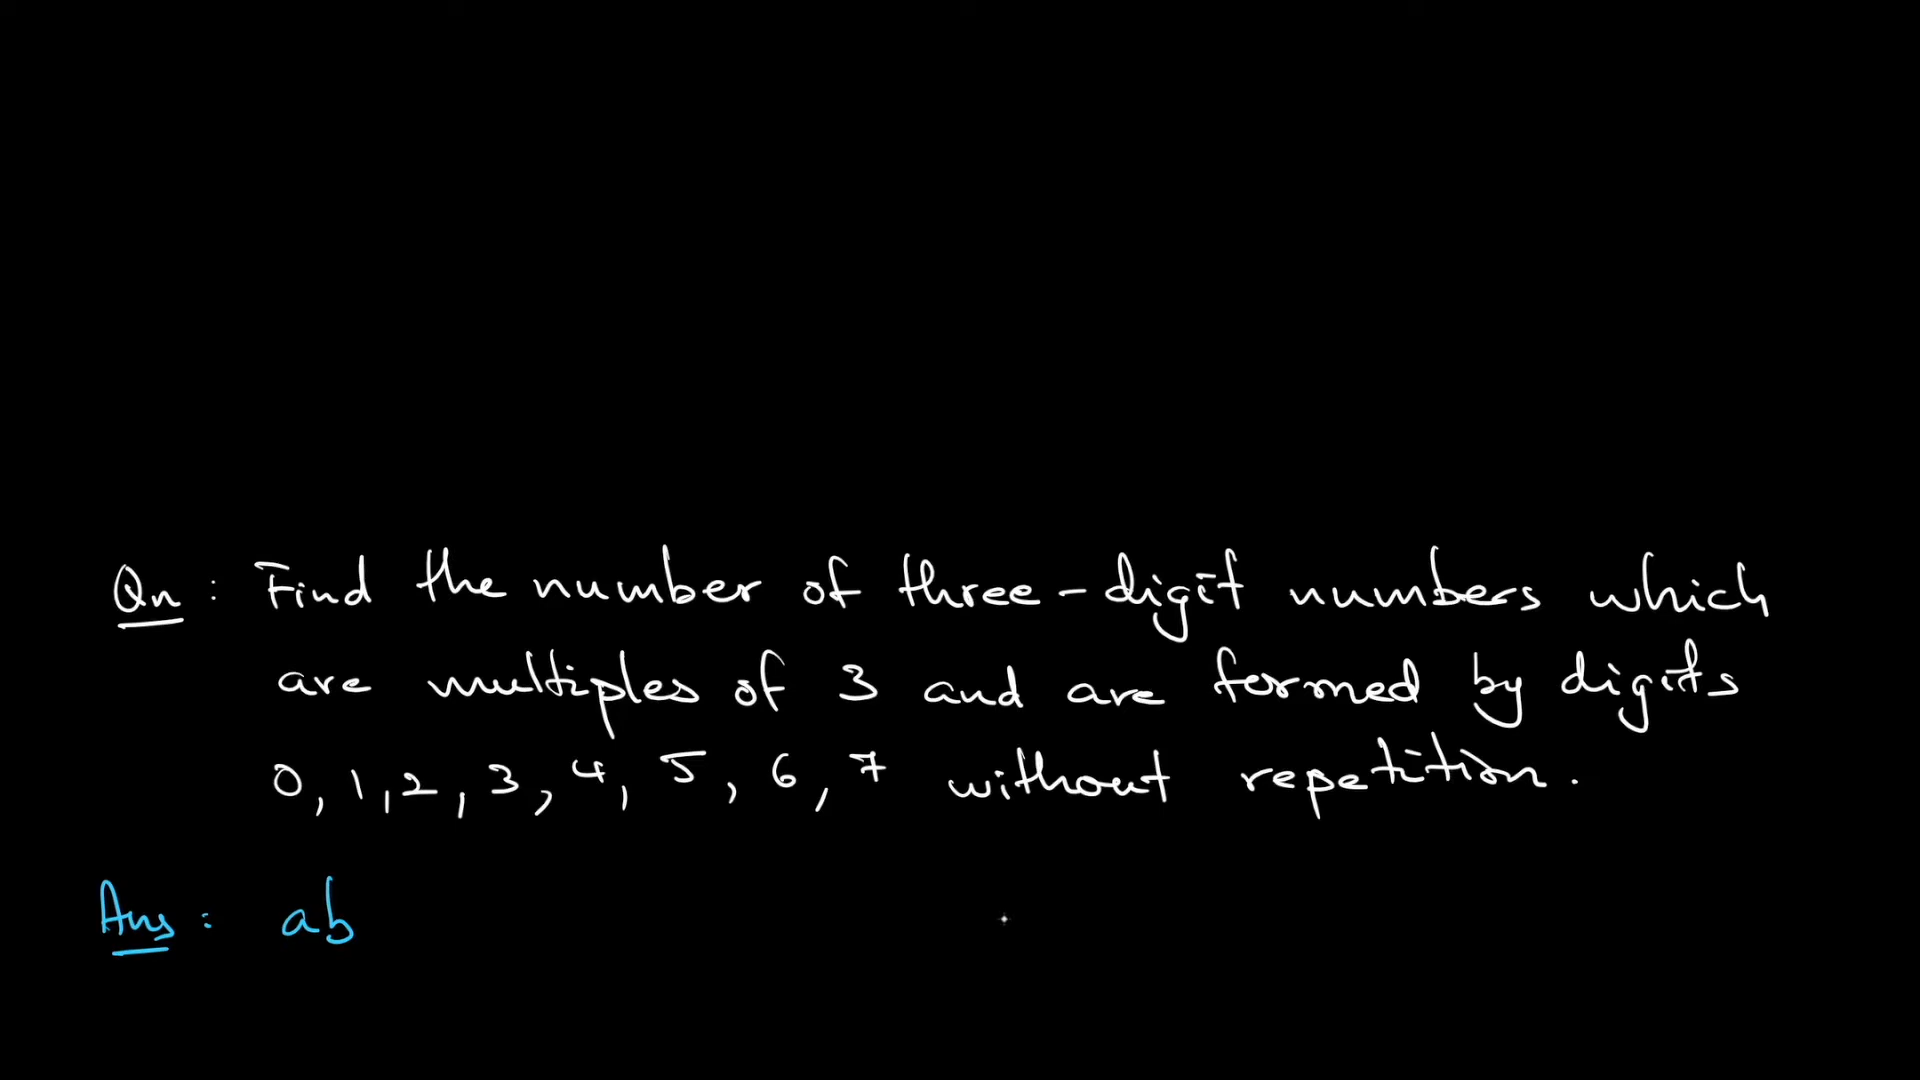 Qn : Find the number of three-digit numbers which
are multiples of 3 and are formed by digits
0, 1, 2, 3, 4, 5, 6, 7 without repetition.
Ans : ab